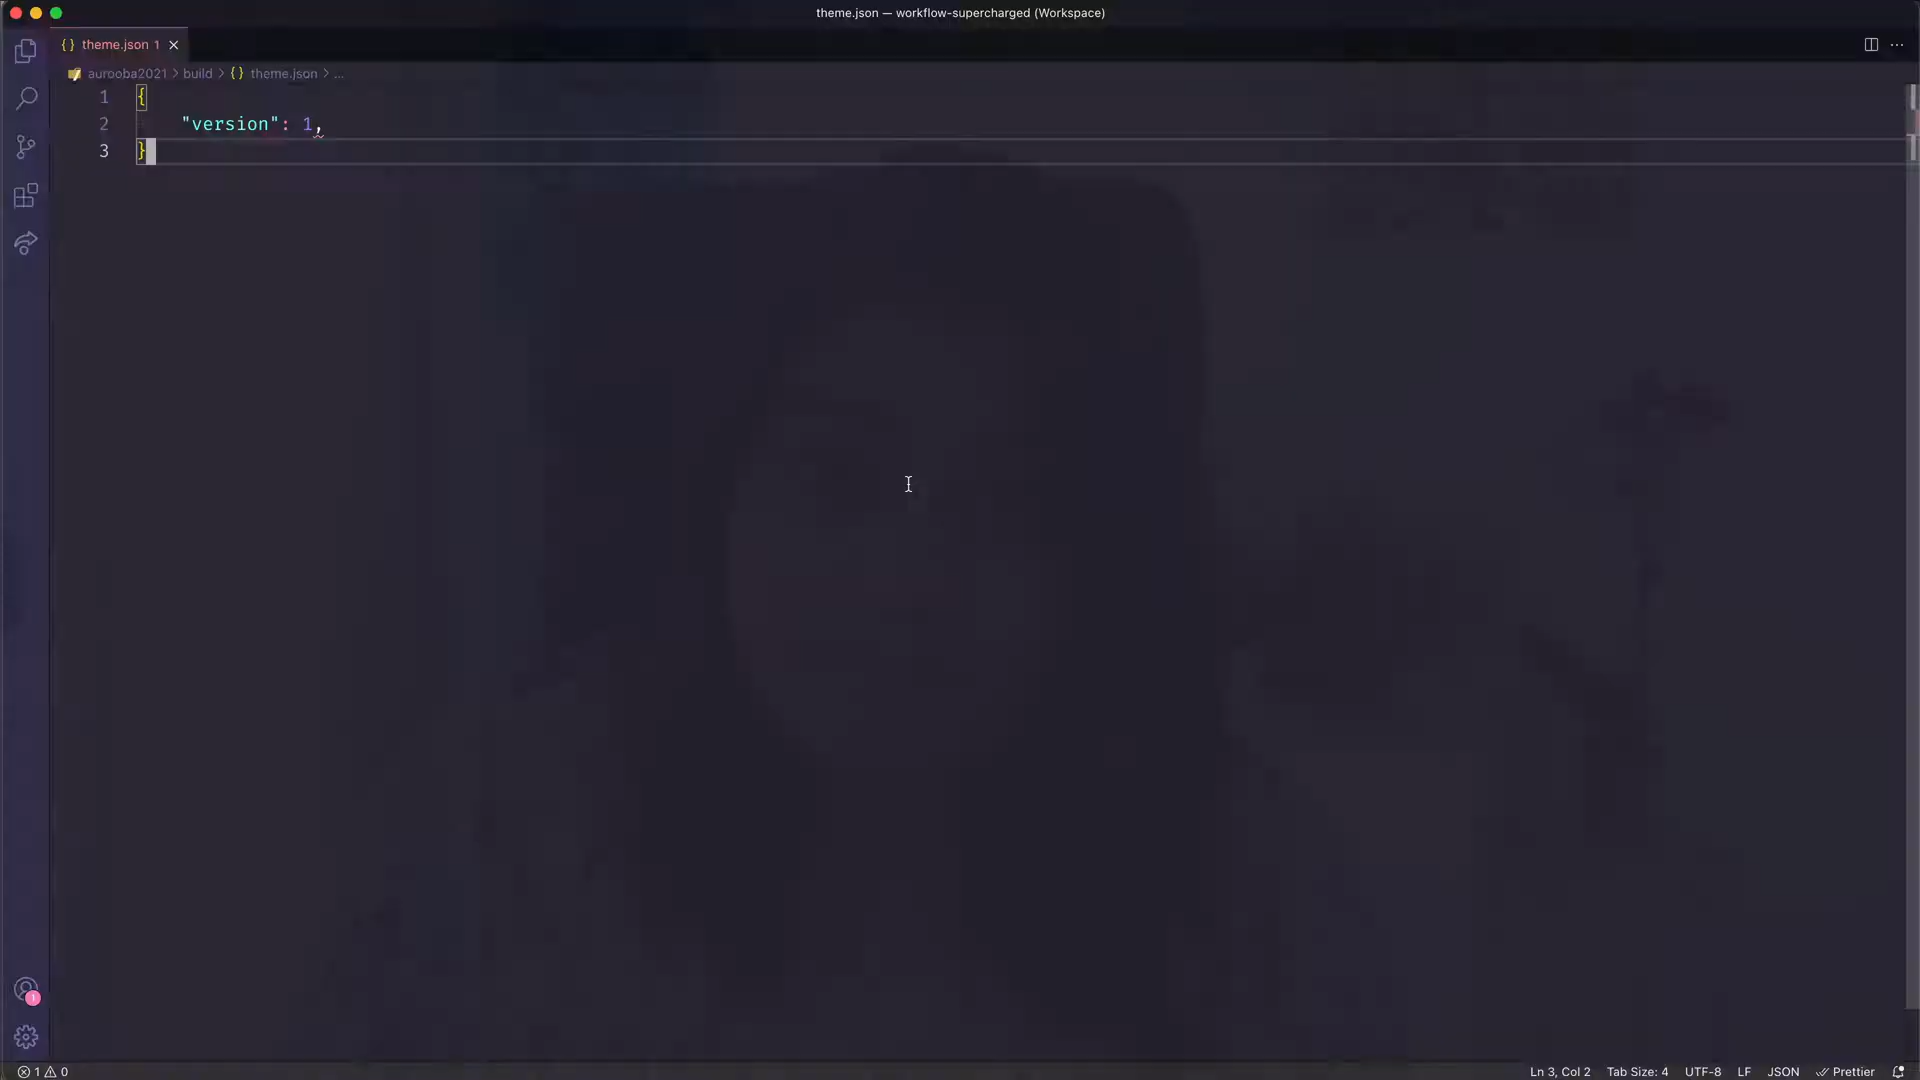 theme.json — workflow-supercharged (Workspace)
{} theme.json 1
aurooba2021 > build > {} theme.json > ...
1 {
2 "version": 1,
3 }
1
1 0
Ln 3, Col 2 Tab Size: 4 UTF-8 LF JSON Prettier